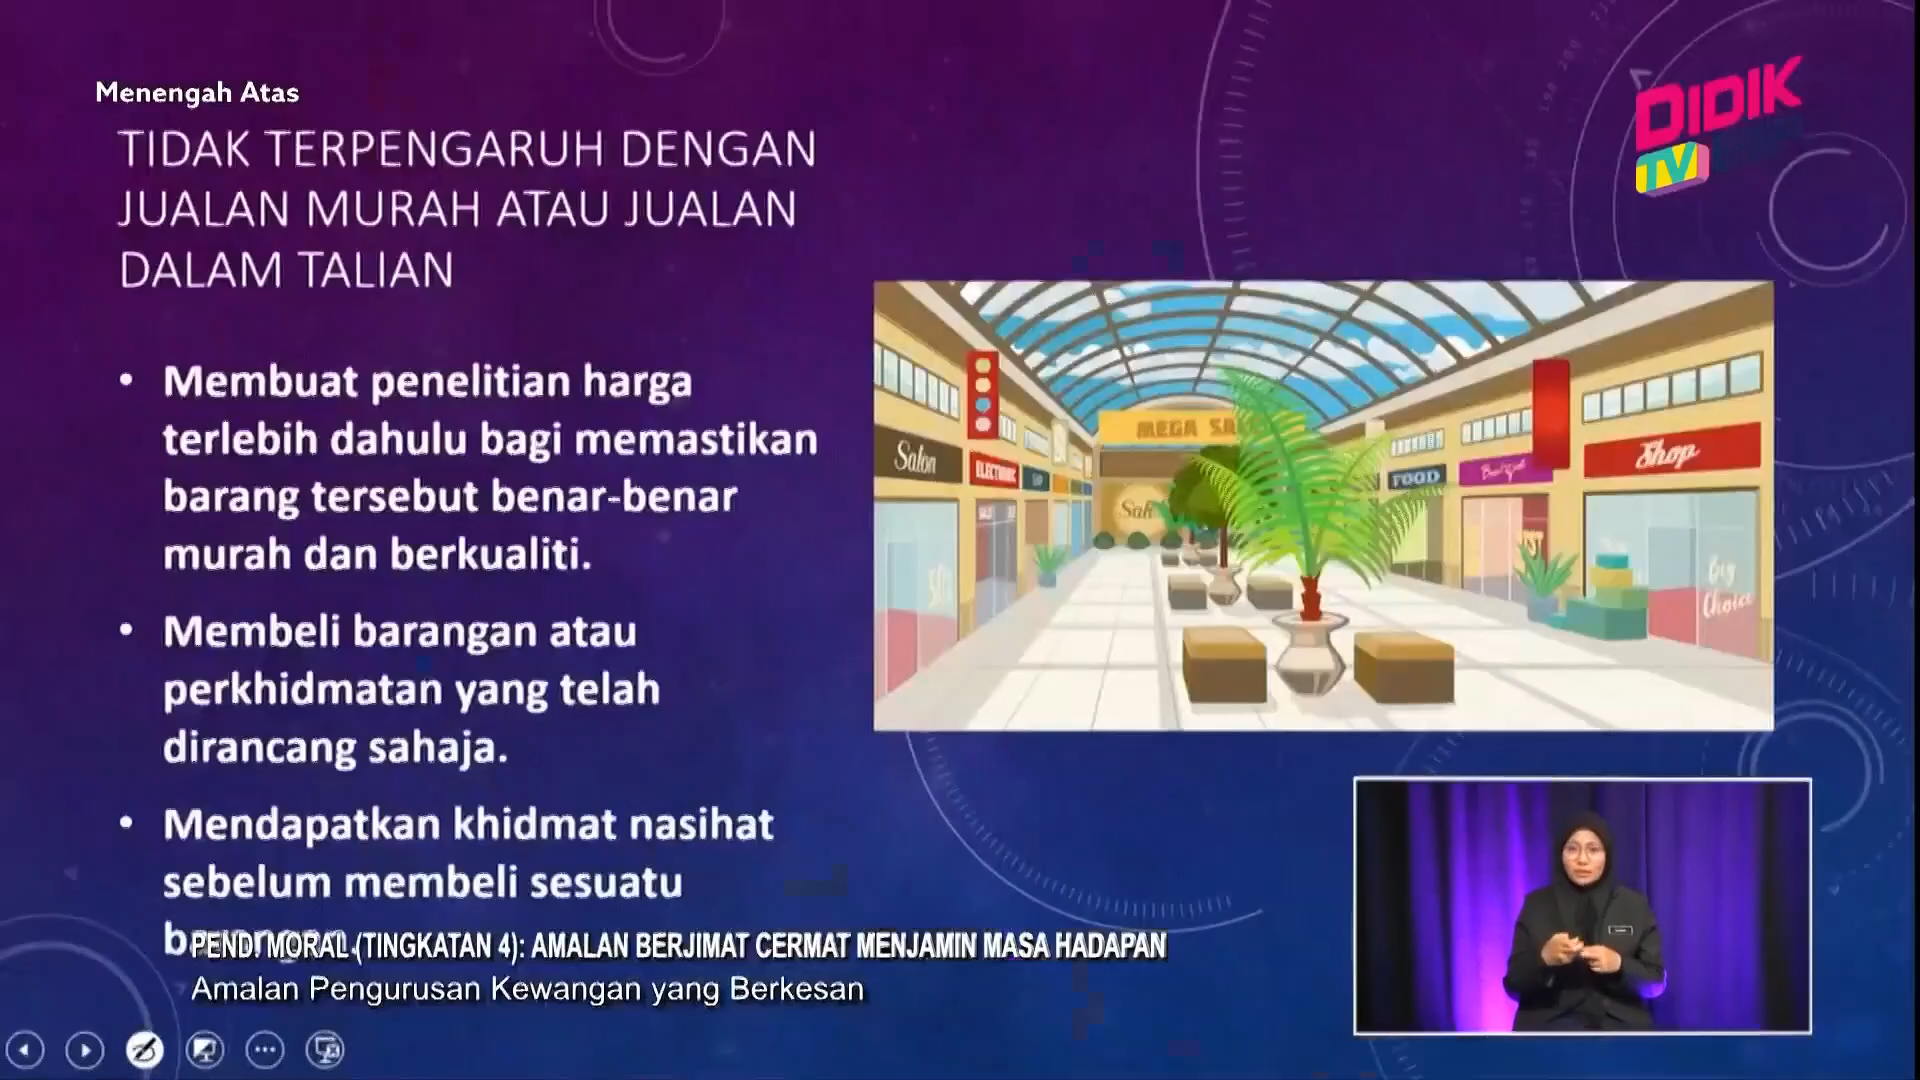 Menengah Atas
DIDIK
TV
TIDAK TERPENGARUH DENGAN
JUALAN MURAH ATAU JUALAN
DALAM TALIAN
• Membuat penelitian harga
terlebih dahulu bagi memastikan
barang tersebut benar-benar
murah dan berkualiti.
• Membeli barangan atau
perkhidmatan yang telah
dirancang sahaja.
• Mendapatkan khidmat nasihat
sebelum membeli sesuatu
MEGA
Salon
ELECTRONIC
FOOD
Shop
Big
Choice
PEND. MORAL (TINGKATAN 4): AMALAN BERJIMAT CERMAT MENJAMIN MASA HADAPAN
Amalan Pengurusan Kewangan yang Berkesan